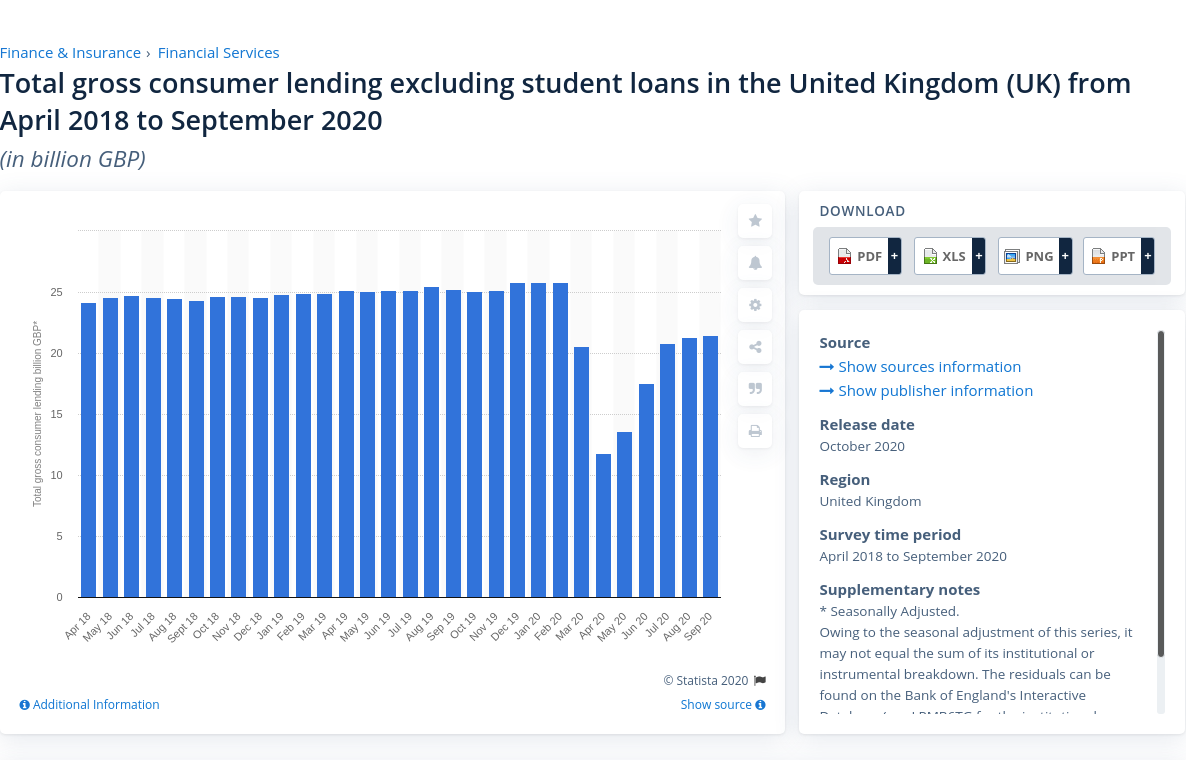 Finance & Insurance › Financial Services
Total gross consumer lending excluding student loans in the United Kingdom (UK) from
April 2018 to September 2020
(in billion GBP)
Total gross consumer lending billion GBP*
25
20
15
10
5
0
Apr 18
May 18
Jun 18
Jul 18
Aug 18
Sept 18
Oct 18
Nov 18
Dec 18
Jan 19
Feb 19
Mar 19
Apr 19
May 19
Jun 19
Jul 19
Aug 19
Sep 19
Oct 19
Nov 19
Dec 19
Jan 20
Feb 20
Mar 20
Apr 20
May 20
Jun 20
Jul 20
Aug 20
Sep 20
© Statista 2020
Additional Information
Show source
DOWNLOAD
PDF +
XLS +
PNG +
PPT +
Source
Show sources information
Show publisher information
Release date
October 2020
Region
United Kingdom
Survey time period
April 2018 to September 2020
Supplementary notes
* Seasonally Adjusted.
Owing to the seasonal adjustment of this series, it
may not equal the sum of its institutional or
instrumental breakdown. The residuals can be
found on the Bank of England's Interactive